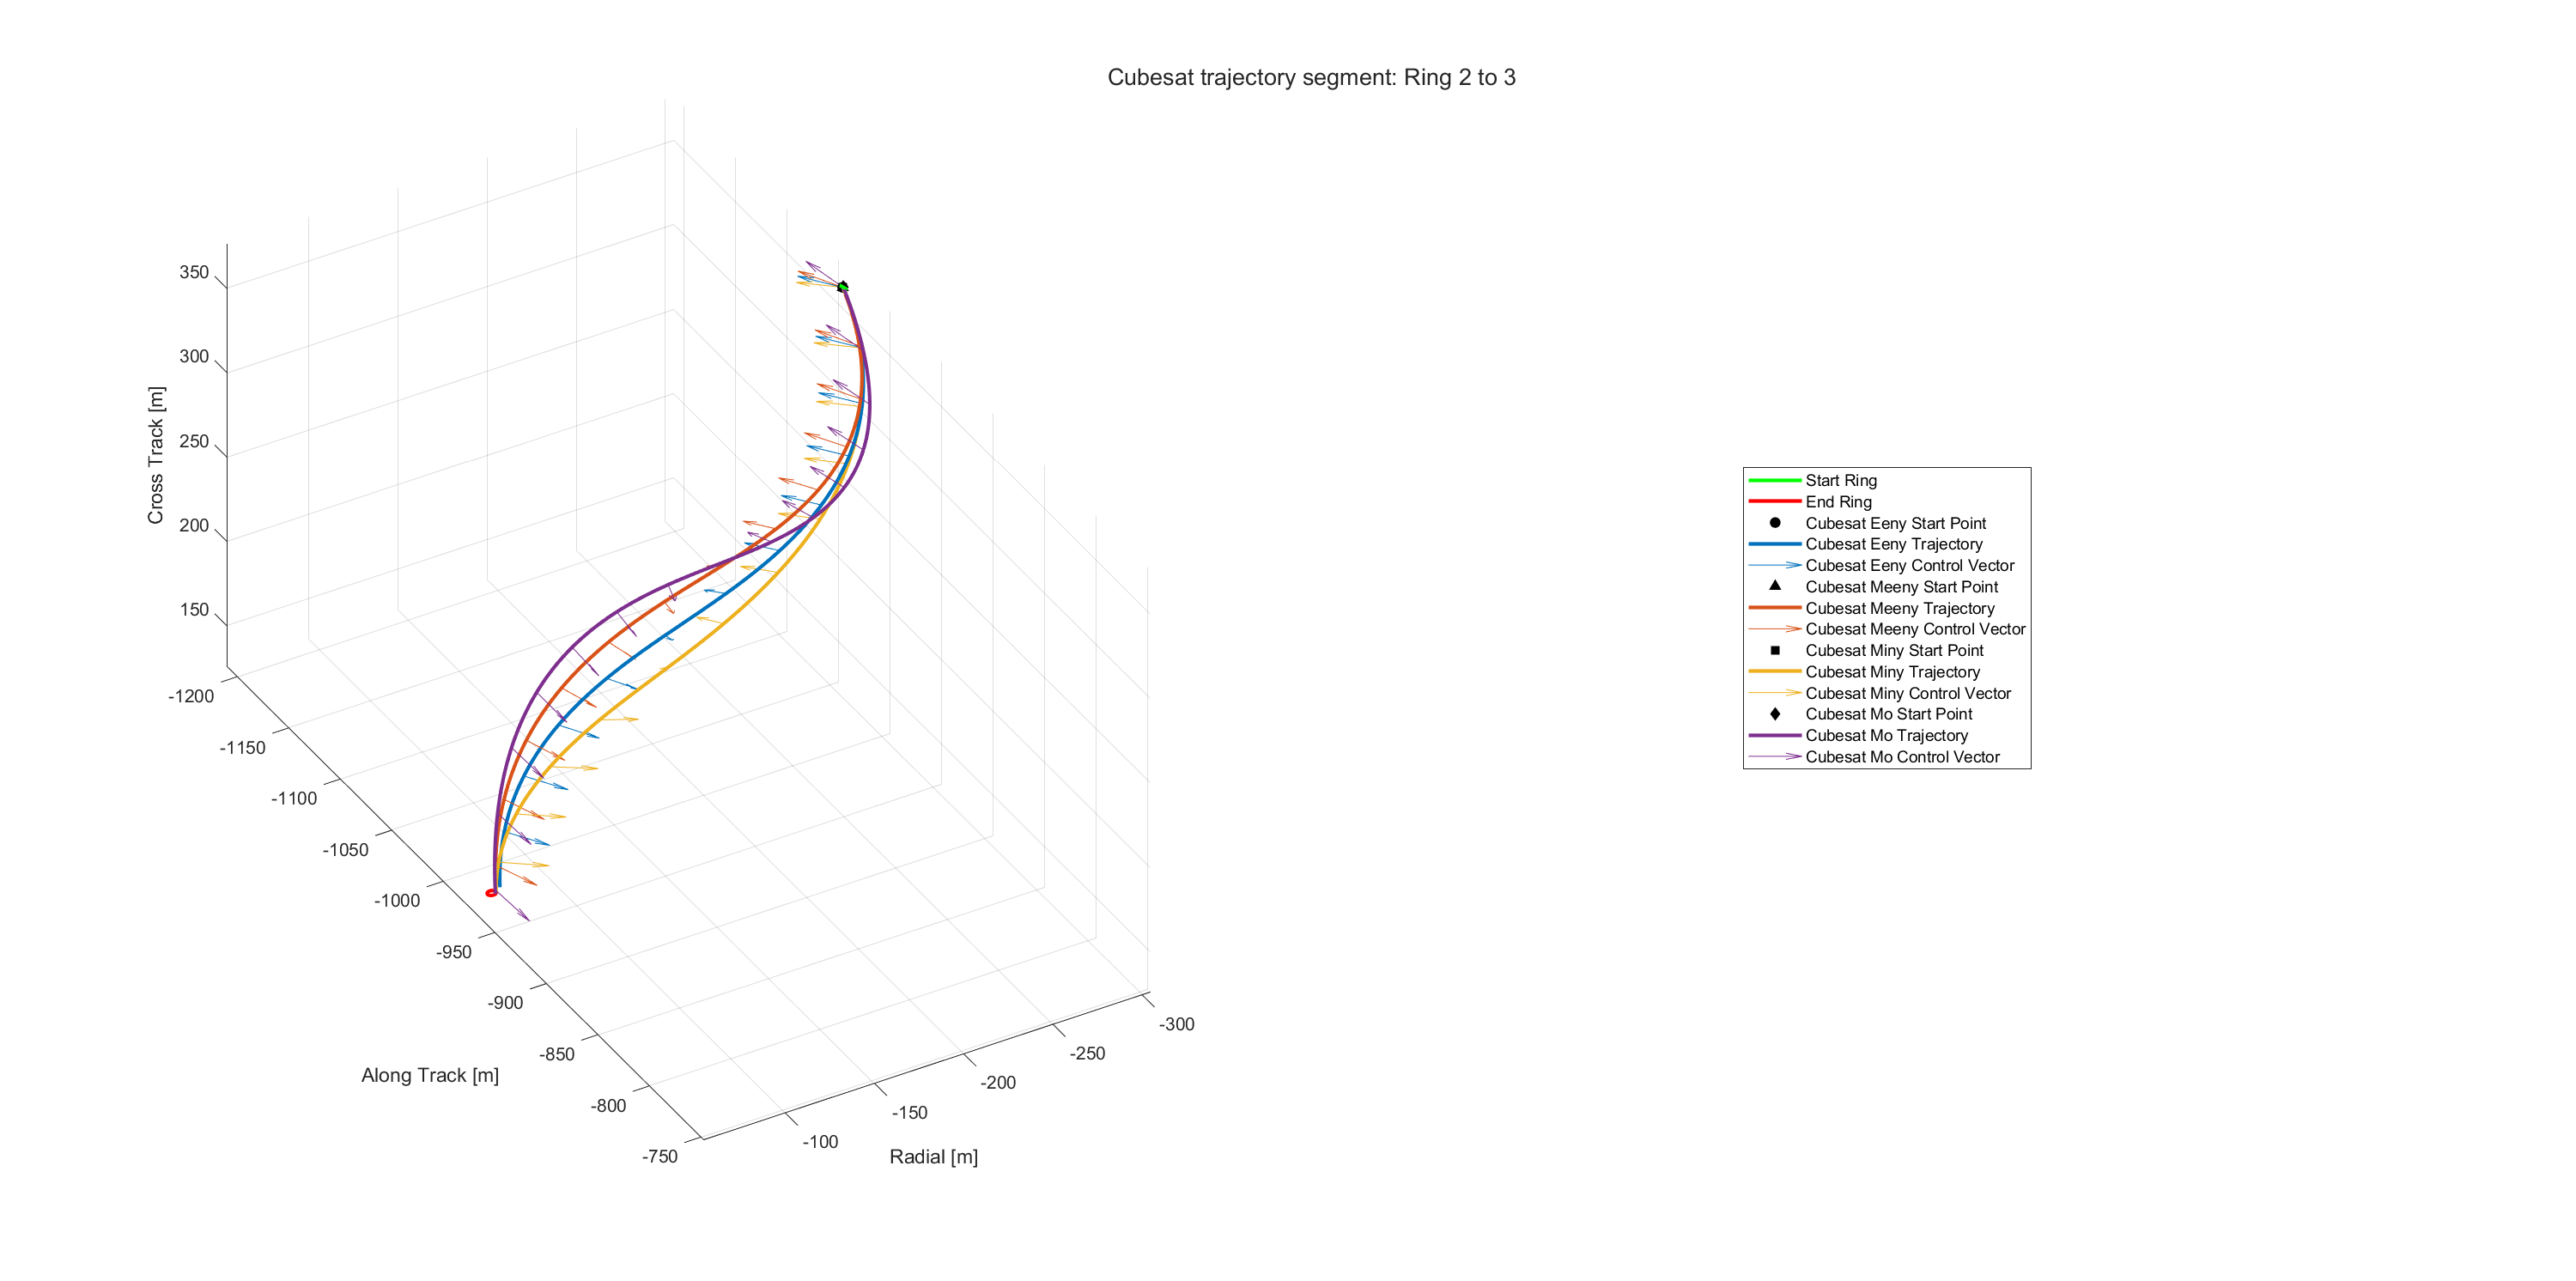 Cubesat trajectory segment: Ring 2 to 3
350
300
250
200
150
Cross Track [m]
-1200
-1150
-1100
-1050
-1000
-950
-900
-850
-800
-750
Along Track [m]
-100
-150
-200
-250
-300
Radial [m]
Start Ring
End Ring
Cubesat Eeny Start Point
Cubesat Eeny Trajectory
Cubesat Eeny Control Vector
Cubesat Meeny Start Point
Cubesat Meeny Trajectory
Cubesat Meeny Control Vector
Cubesat Miny Start Point
Cubesat Miny Trajectory
Cubesat Miny Control Vector
Cubesat Mo Start Point
Cubesat Mo Trajectory
Cubesat Mo Control Vector